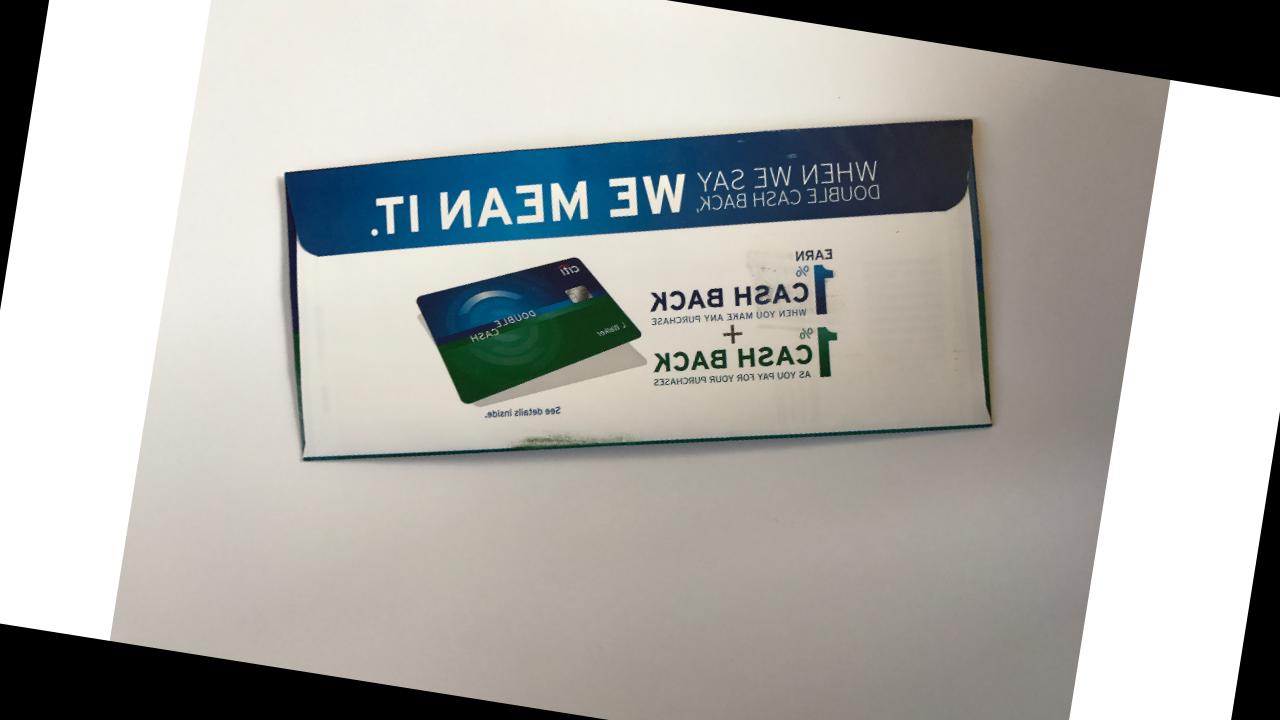 WHEN WE SAY
DOUBLE CASH BACK,
WE MEAN IT.
EARN
1%
CASH BACK
WHEN YOU MAKE ANY PURCHASE
+
1%
CASH BACK
AS YOU PAY FOR YOUR PURCHASES
citi
DOUBLE
CASH
L Walker
See details inside.